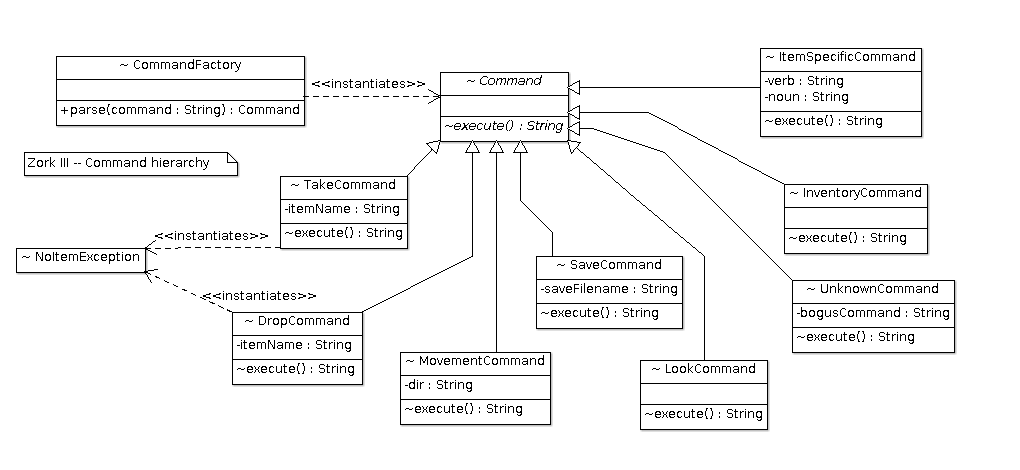 ~ CommandFactory
+parse(command : String) : Command
<<instantiates>>
~ Command
~execute() : String
~ ItemSpecificCommand
-verb : String
-noun : String
~execute() : String
Zork III -- Command hierarchy
~ TakeCommand
-itemName : String
~execute() : String
~ InventoryCommand
~execute() : String
<<instantiates>>
~ NoItemException
~ SaveCommand
-saveFilename : String
~execute() : String
~ UnknownCommand
-bogusCommand : String
~execute() : String
<<instantiates>>
~ DropCommand
-itemName : String
~execute() : String
~ MovementCommand
-dir : String
~execute() : String
~ LookCommand
~execute() : String